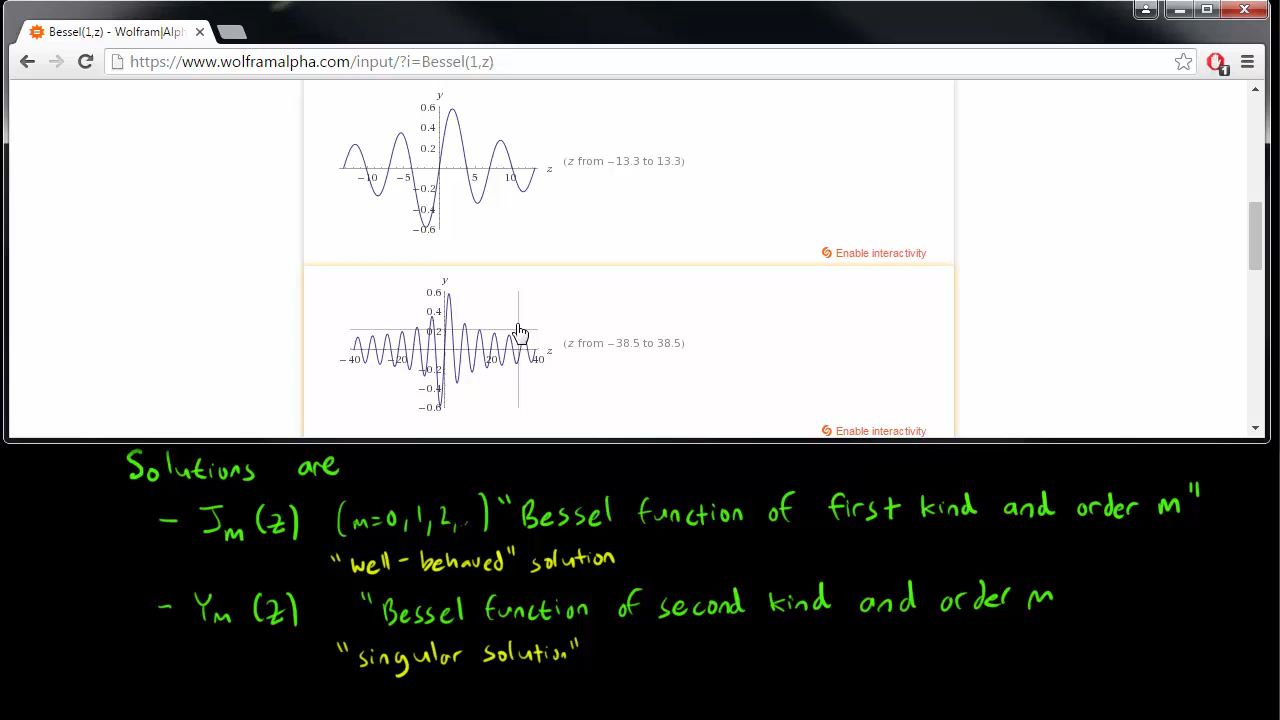 Bessel(1,z) - Wolfram|Alph
https://www.wolframalpha.com/input/?i=Bessel(1,z)
1
y
0.6
0.4
0.2
−10 −5 5 10 z
−0.2
−0.4
−0.6
(z from −13.3 to 13.3)
Enable interactivity
y
0.6
0.4
0.2
−40 −20 20 40 z
−0.2
−0.4
−0.6
(z from −38.5 to 38.5)
Enable interactivity
Solutions are
- Jm(z) (m=0,1,2,..) "Bessel function of first kind and order m"
"well-behaved" solution
- Ym(z) "Bessel function of second kind and order m
"singular solution"